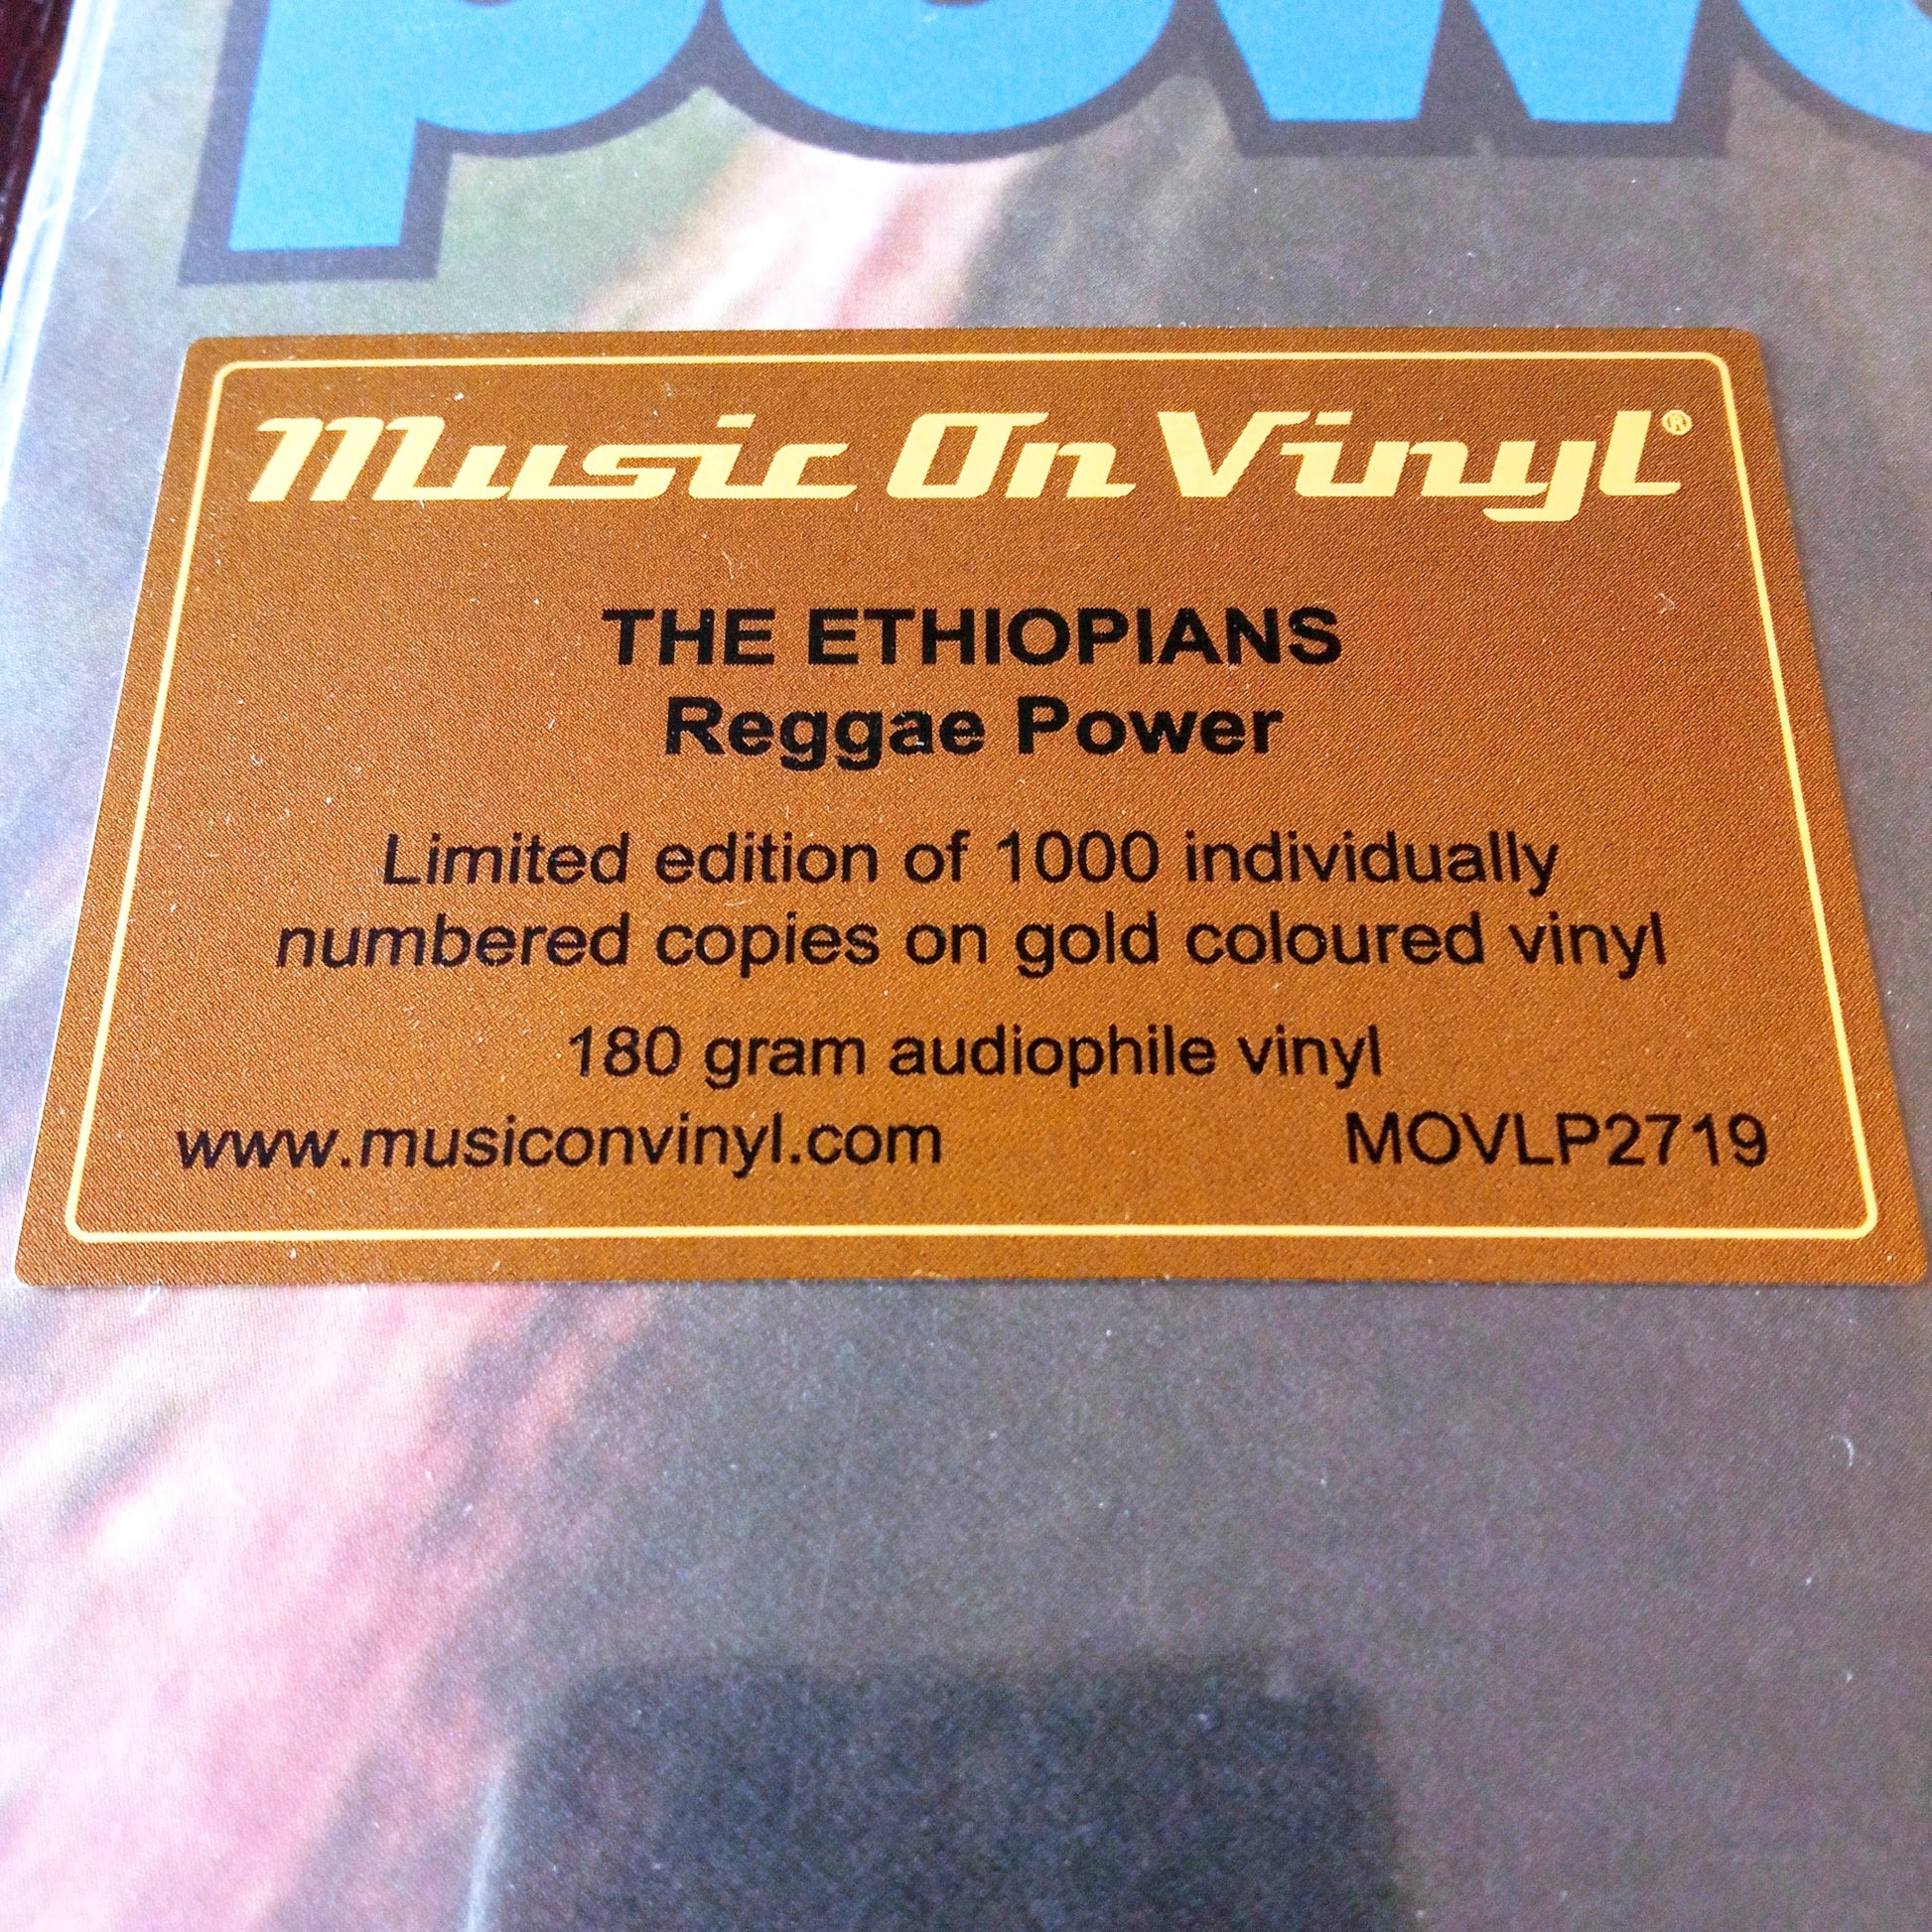 power
Music On Vinyl®
THE ETHIOPIANS
Reggae Power
Limited edition of 1000 individually
numbered copies on gold coloured vinyl
180 gram audiophile vinyl
www.musiconvinyl.com MOVLP2719